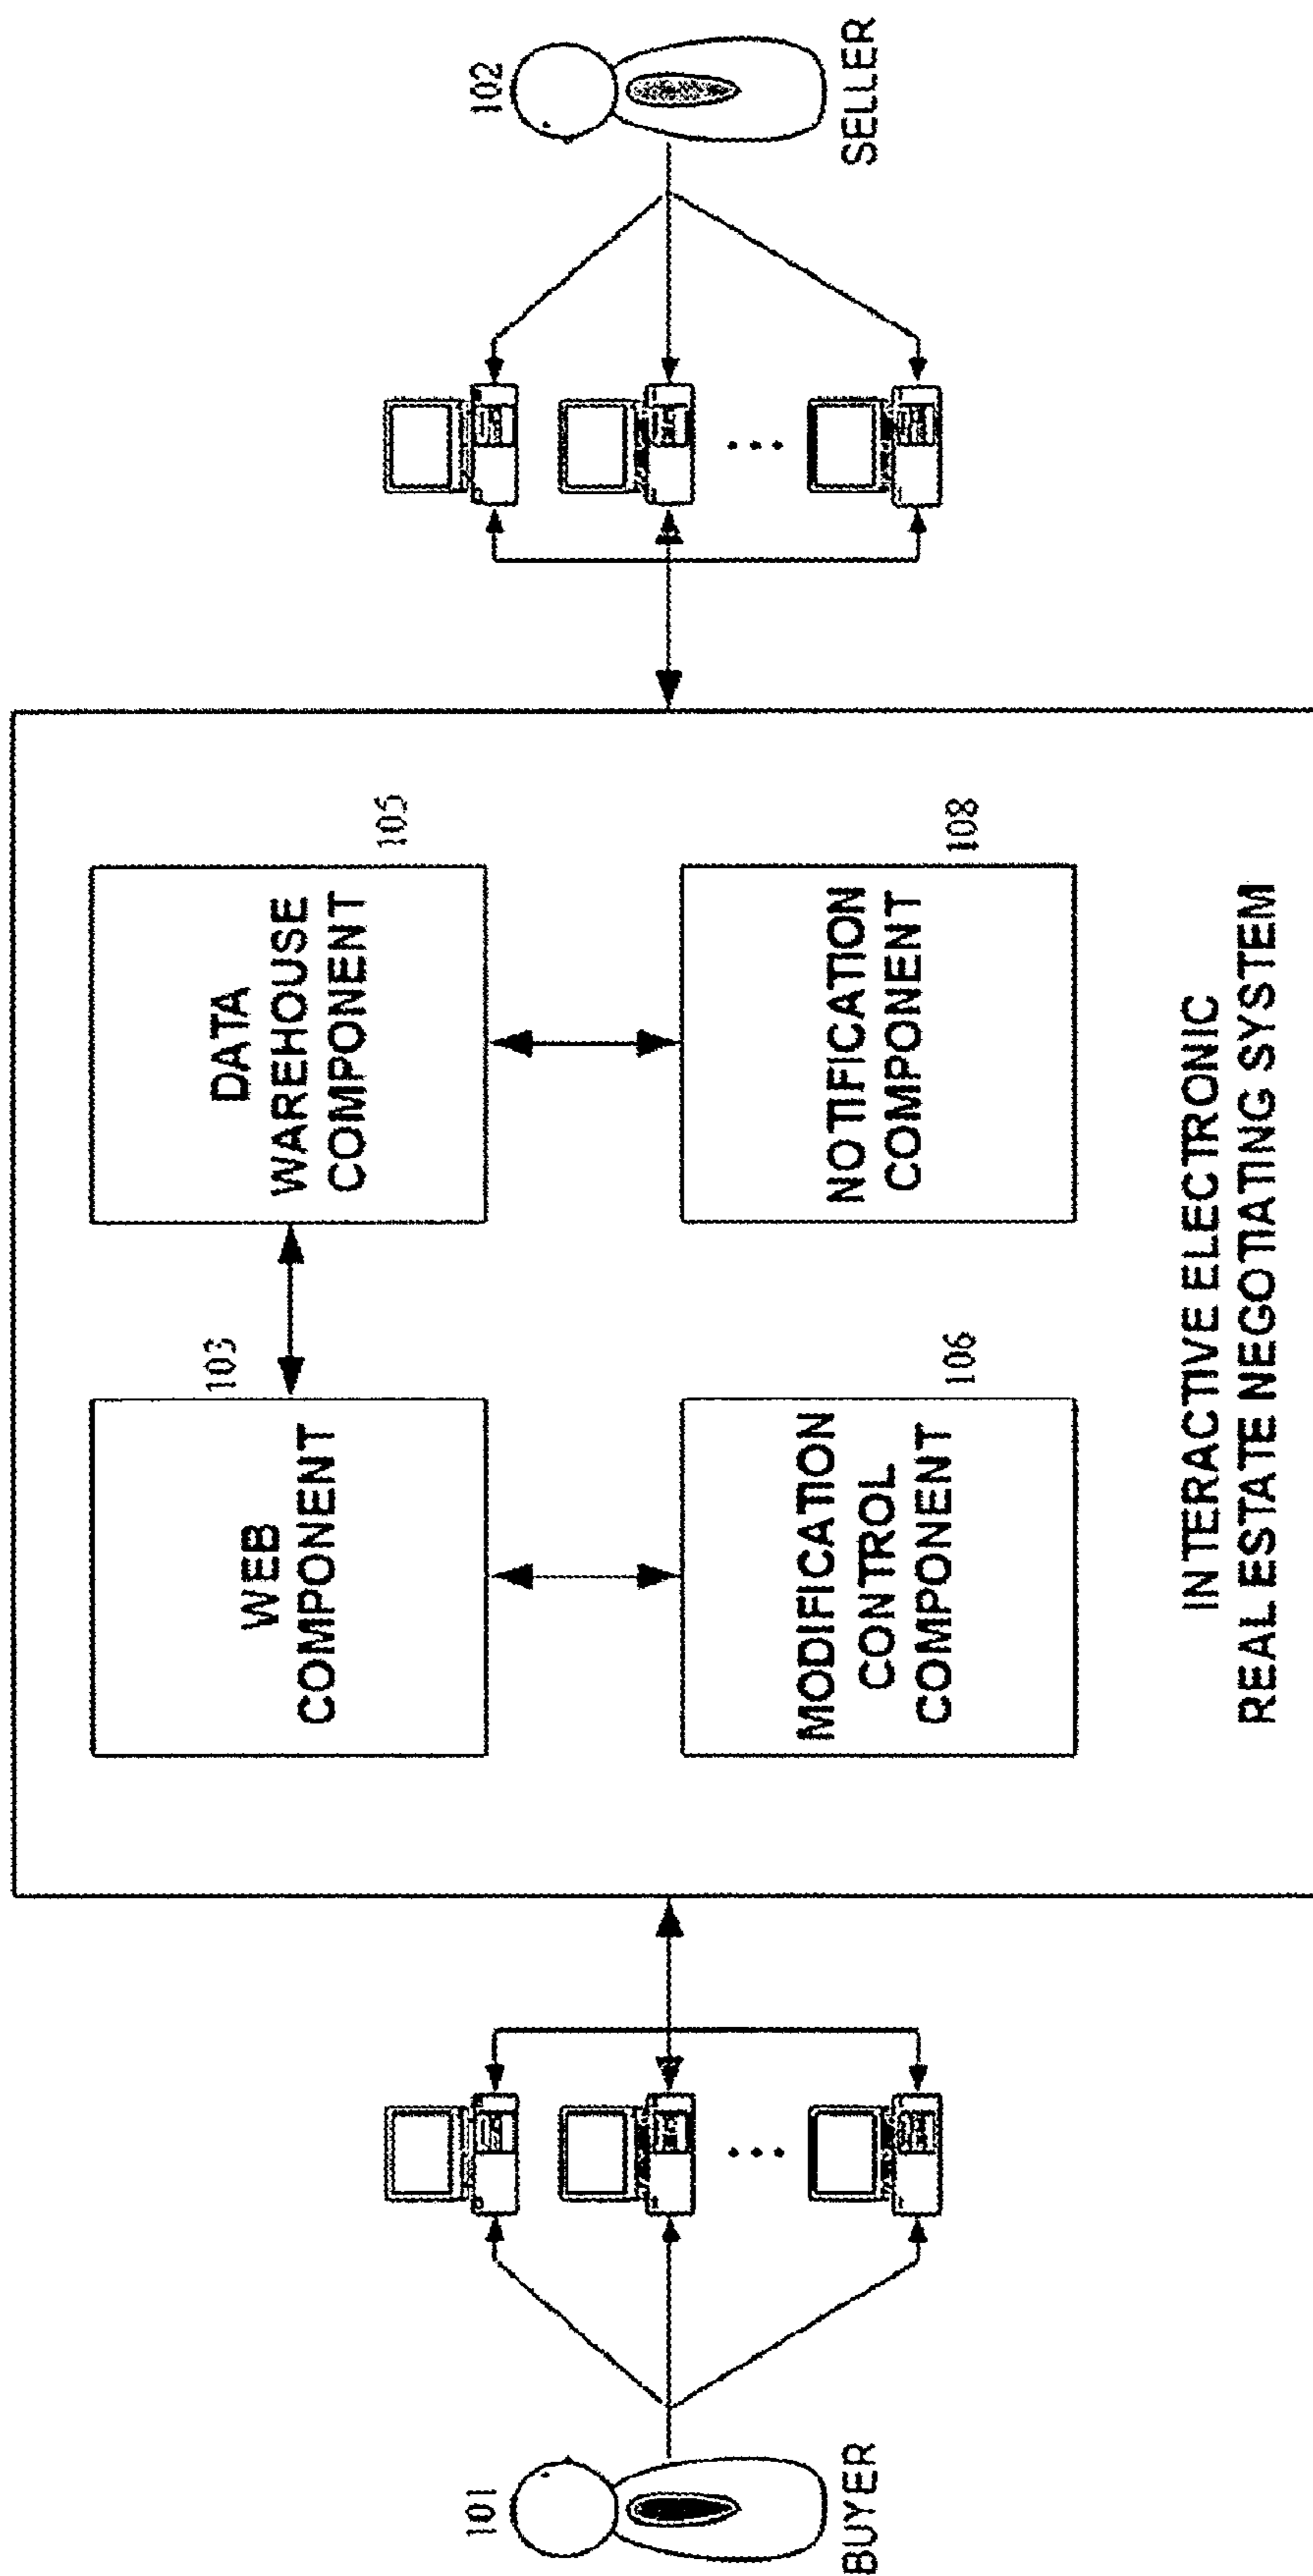 101
BUYER
WEB
COMPONENT
103
DATA
WAREHOUSE
COMPONENT
105
MODIFICATION
CONTROL
COMPONENT
106
NOTIFICATION
COMPONENT
108
INTERACTIVE ELECTRONIC
REAL ESTATE NEGOTIATING SYSTEM
102
SELLER